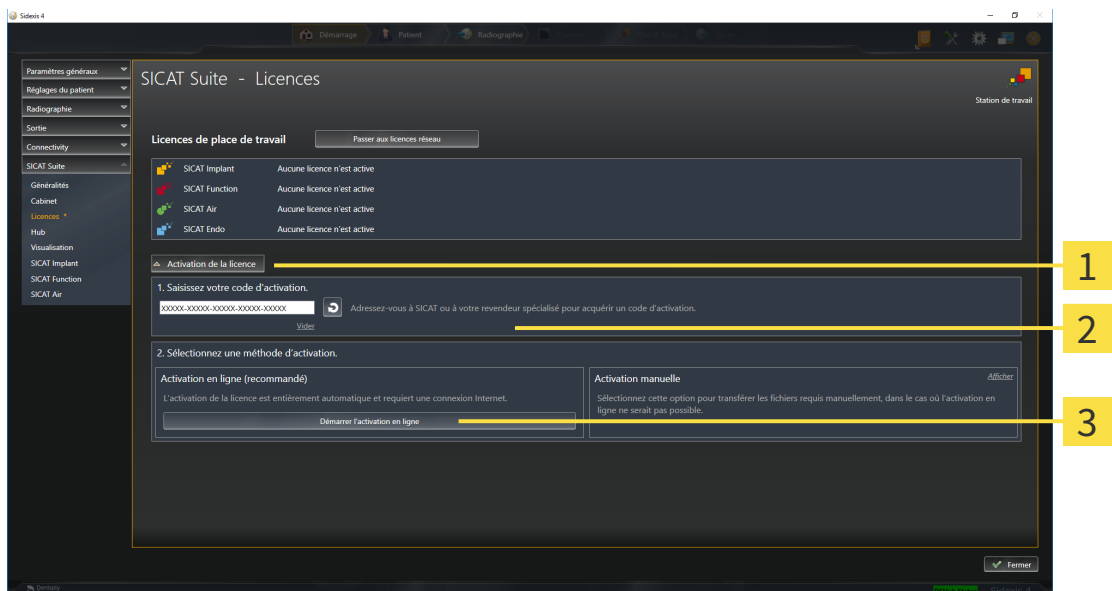 Sidexis 4
Démarrage Patient Radiographie
Paramètres généraux
Réglages du patient
Radiographie
Sortie
Connectivity
SICAT Suite
Généralités
Cabinet
Licences *
Hub
Visualisation
SICAT Implant
SICAT Function
SICAT Air
SICAT Suite - Licences
Station de travail
Licences de place de travail
Passer aux licences réseau
SICAT Implant Aucune licence n'est active
SICAT Function Aucune licence n'est active
SICAT Air Aucune licence n'est active
SICAT Endo Aucune licence n'est active
Activation de la licence
1
1. Saisissez votre code d'activation.
XXXXX-XXXXX-XXXXX-XXXXX-XXXXX
Adressez-vous à SICAT ou à votre revendeur spécialisé pour acquérir un code d'activation.
Vider
2
2. Sélectionnez une méthode d'activation.
Activation en ligne (recommandé)
L'activation de la licence est entièrement automatique et requiert une connexion Internet.
Démarrer l'activation en ligne
Activation manuelle
Afficher
Sélectionnez cette option pour transférer les fichiers requis manuellement, dans le cas où l'activation en
ligne ne serait pas possible.
3
Fermer
Dentsply
Sidexis 4